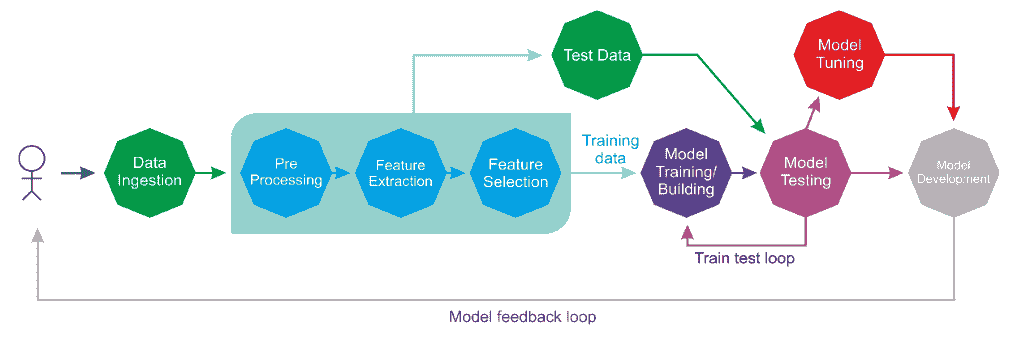 Test Data
Model
Tuning
Data
Ingestion
Pre
Processing
Feature
Extraction
Feature
Selection
Training
data
Model
Training/
Building
Model
Testing
Model
Development
Train test loop
Model feedback loop